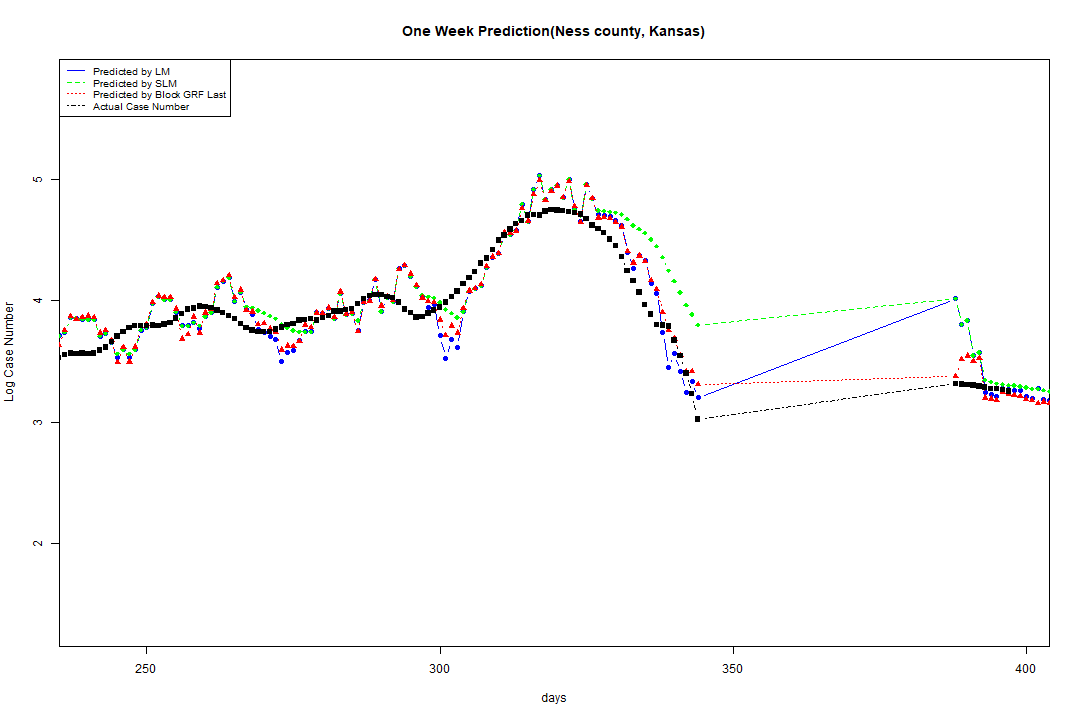 One Week Prediction(Ness county, Kansas)
Predicted by LM
Predicted by SLM
Predicted by Block GRF Last
Actual Case Number
5
4
3
2
Log Case Number
250
300
350
400
days